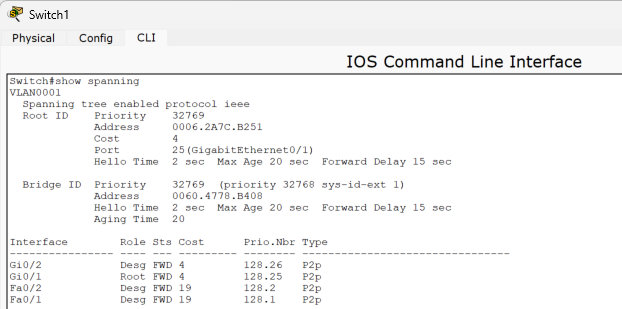 Switch1
Physical Config CLI
IOS Command Line Interface
Switch#show spanning
VLAN0001
  Spanning tree enabled protocol ieee
  Root ID    Priority    32769
             Address     0006.2A7C.B251
             Cost        4
             Port        25(GigabitEthernet0/1)
             Hello Time  2 sec  Max Age 20 sec  Forward Delay 15 sec

  Bridge ID  Priority    32769  (priority 32768 sys-id-ext 1)
             Address     0060.4778.B408
             Hello Time  2 sec  Max Age 20 sec  Forward Delay 15 sec
             Aging Time  20

Interface        Role Sts Cost      Prio.Nbr Type
---------------- ---- --- --------- -------- --------------------------------
Gi0/2            Desg FWD 4         128.26   P2p
Gi0/1            Root FWD 4         128.25   P2p
Fa0/2            Desg FWD 19        128.2    P2p
Fa0/1            Desg FWD 19        128.1    P2p